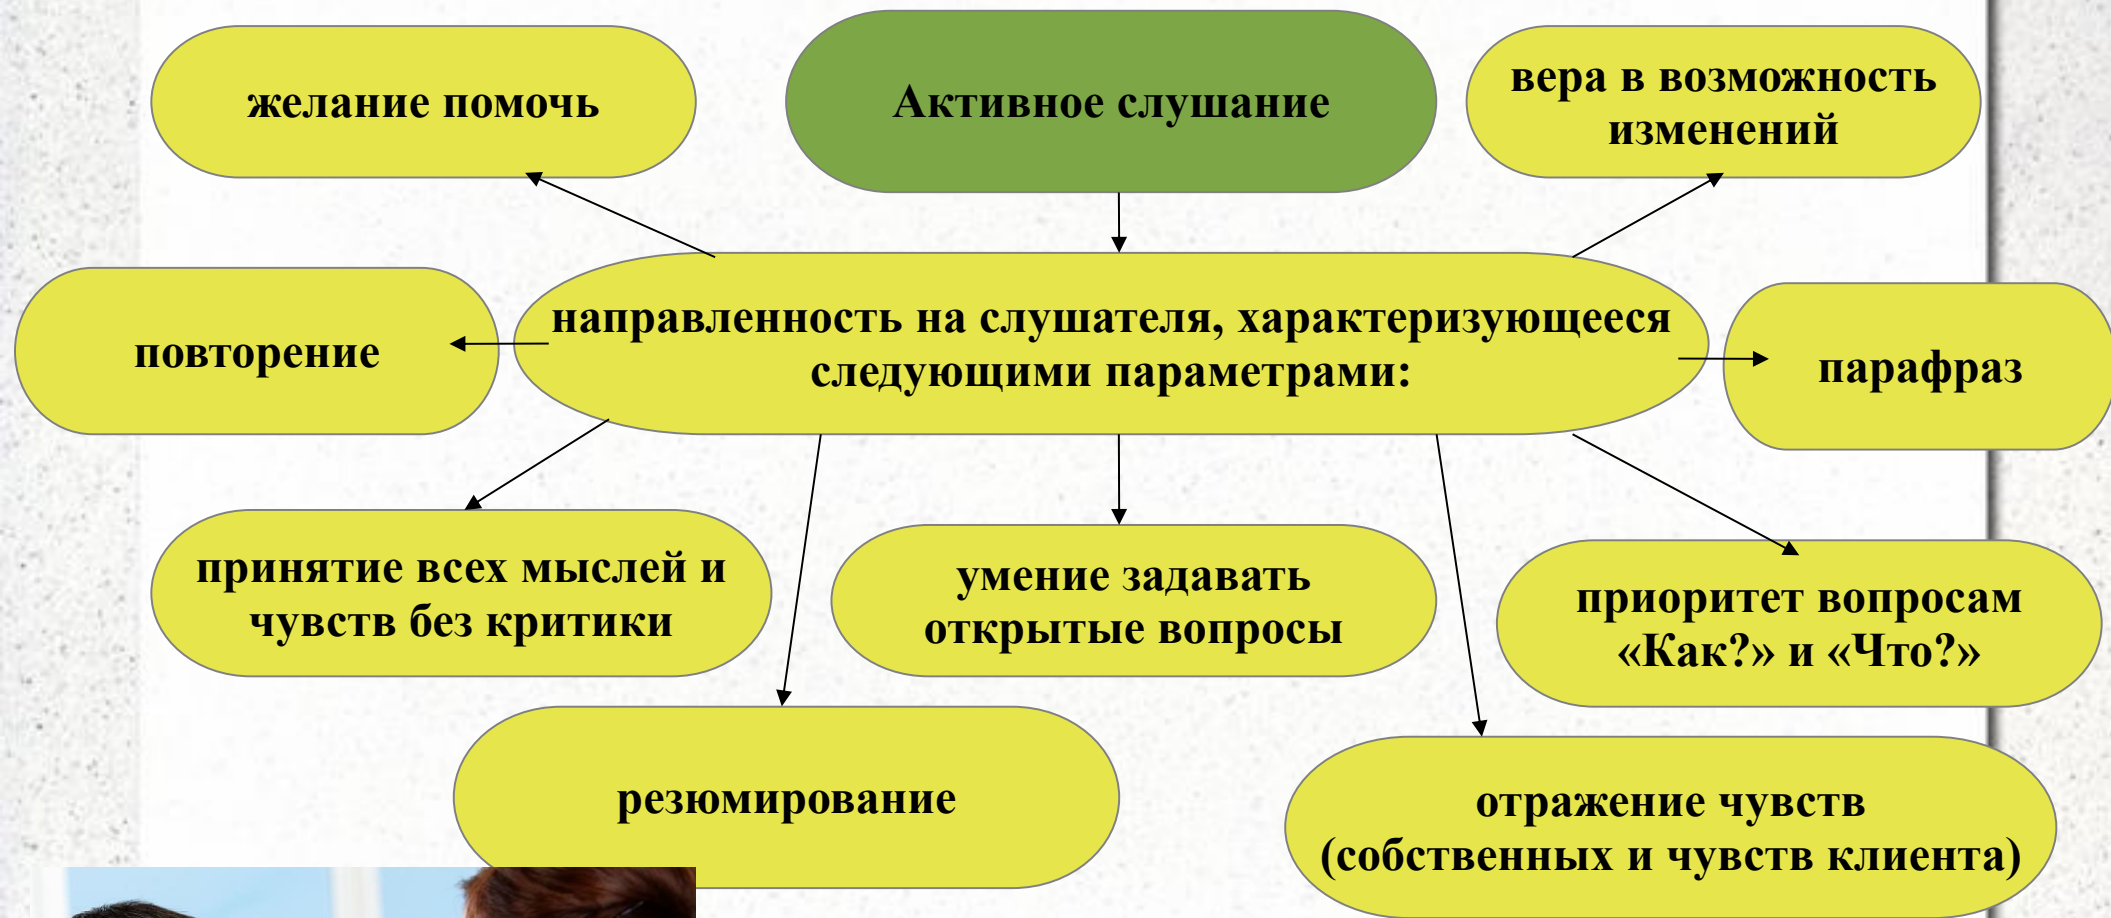 желание помочь
Активное слушание
вера в возможность
изменений
направленность на слушателя, характеризующееся
следующими параметрами:
повторение
парафраз
принятие всех мыслей и
чувств без критики
умение задавать
открытые вопросы
приоритет вопросам
«Как?» и «Что?»
резюмирование
отражение чувств
(собственных и чувств клиента)